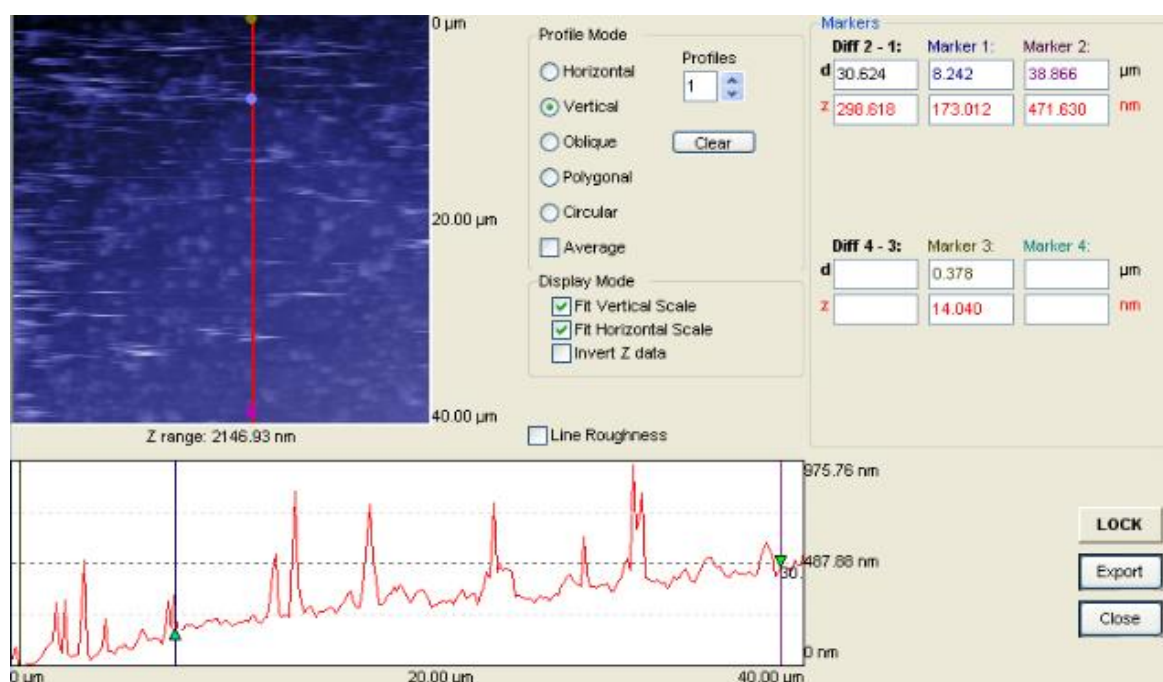 0 µm
20.00 µm
40.00 µm
Z range: 2146.93 nm
Profile Mode
Horizontal
Vertical
Oblique
Polygonal
Circular
Average
Profiles
1
Clear
Display Mode
Fit Vertical Scale
Fit Horizontal Scale
Invert Z data
Line Roughness
Markers
Diff 2 - 1: Marker 1: Marker 2:
d 30.624 8.242 38.866 µm
z 298.618 173.012 471.630 nm
Diff 4 - 3: Marker 3: Marker 4:
d 0.378 µm
z 14.040 nm
975.76 nm
487.88 nm
30.
0 nm
0 µm 20.00 µm 40.00 µm
LOCK
Export
Close